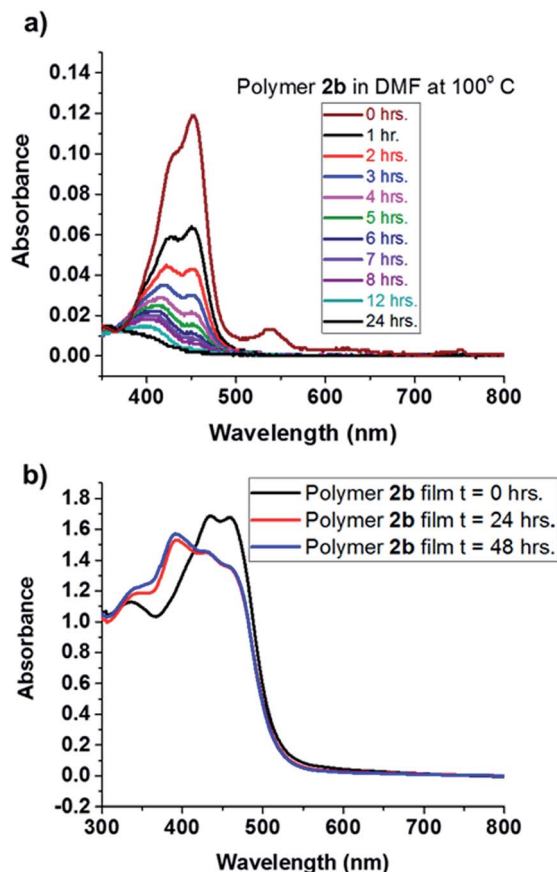 a)
Polymer 2b in DMF at 100° C
0 hrs.
1 hr.
2 hrs.
3 hrs.
4 hrs.
5 hrs.
6 hrs.
7 hrs.
8 hrs.
12 hrs.
24 hrs.
Absorbance
0.14
0.12
0.10
0.08
0.06
0.04
0.02
0.00
400 500 600 700 800
Wavelength (nm)
b)
Polymer 2b film t = 0 hrs.
Polymer 2b film t = 24 hrs.
Polymer 2b film t = 48 hrs.
Absorbance
1.8
1.6
1.4
1.2
1.0
0.8
0.6
0.4
0.2
0.0
-0.2
300 400 500 600 700 800
Wavelength (nm)